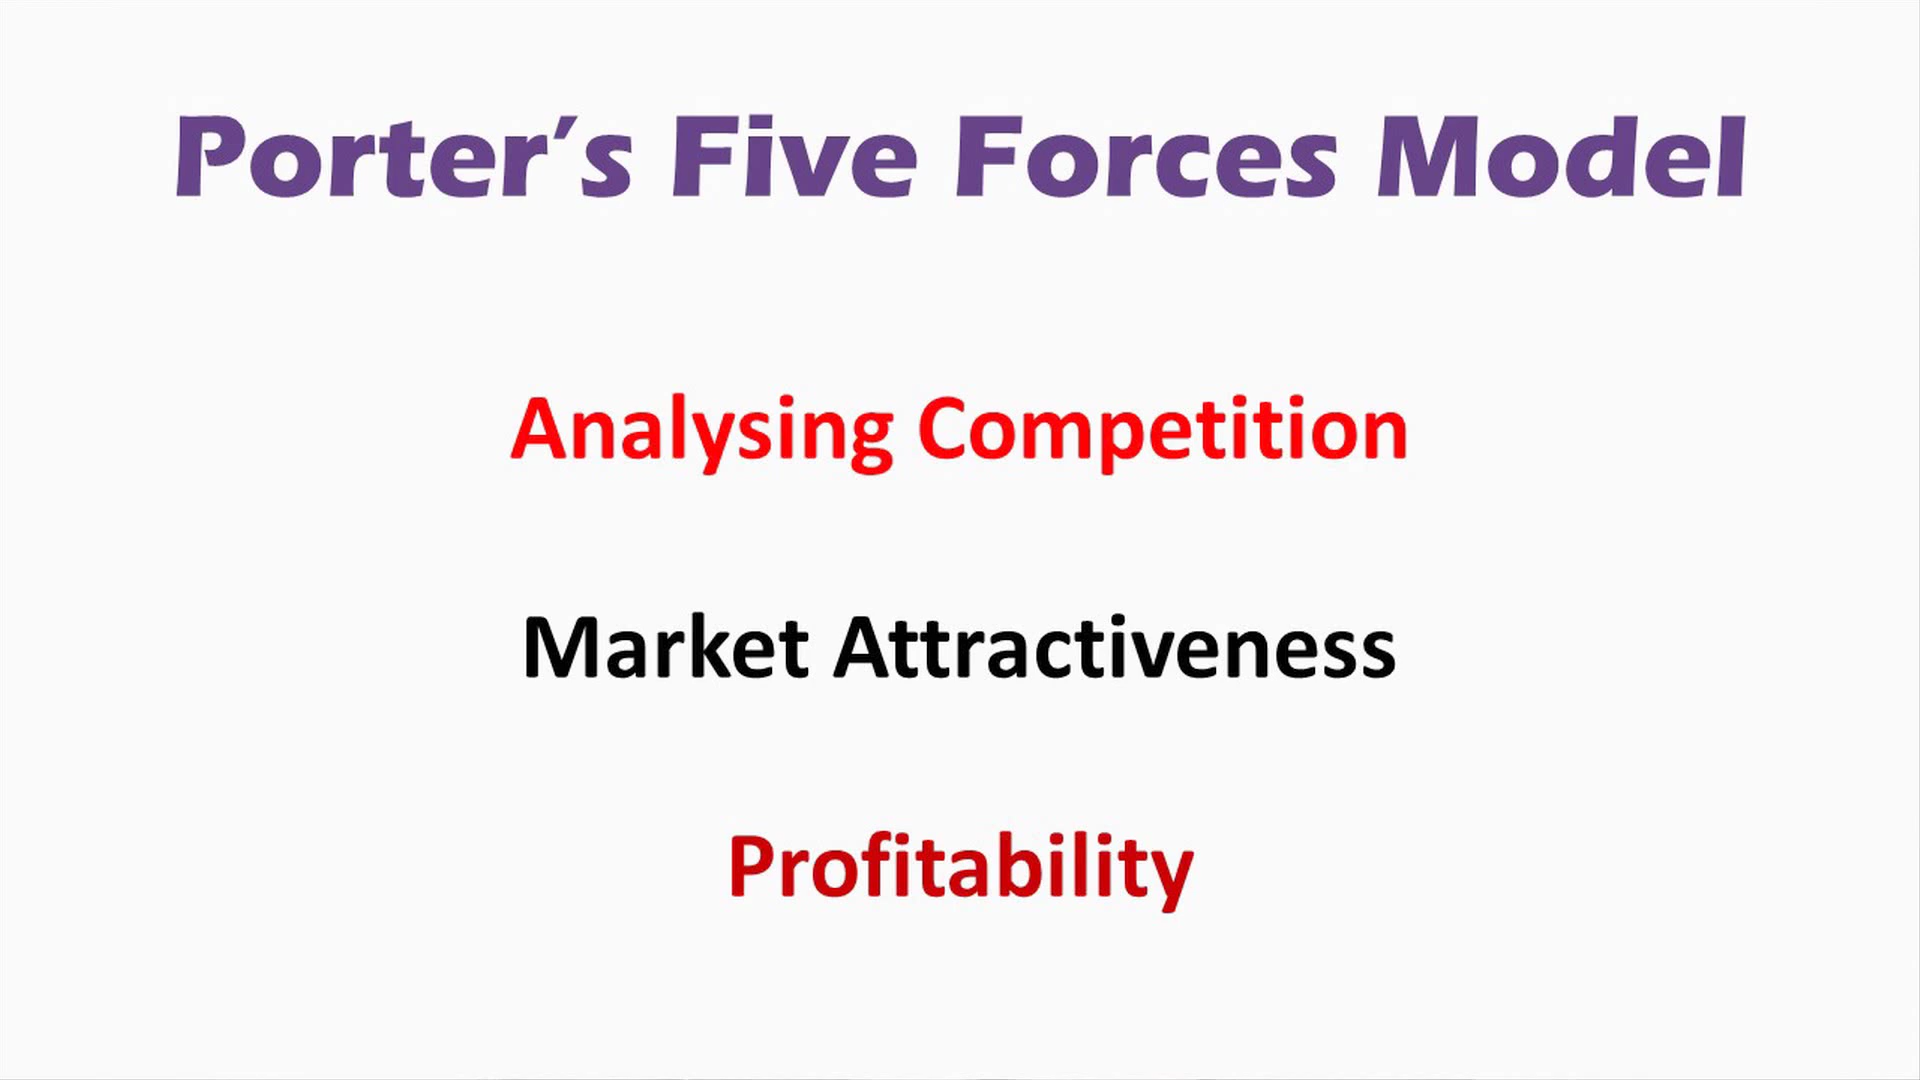 Porter’s Five Forces Model
Analysing Competition
Market Attractiveness
Profitability